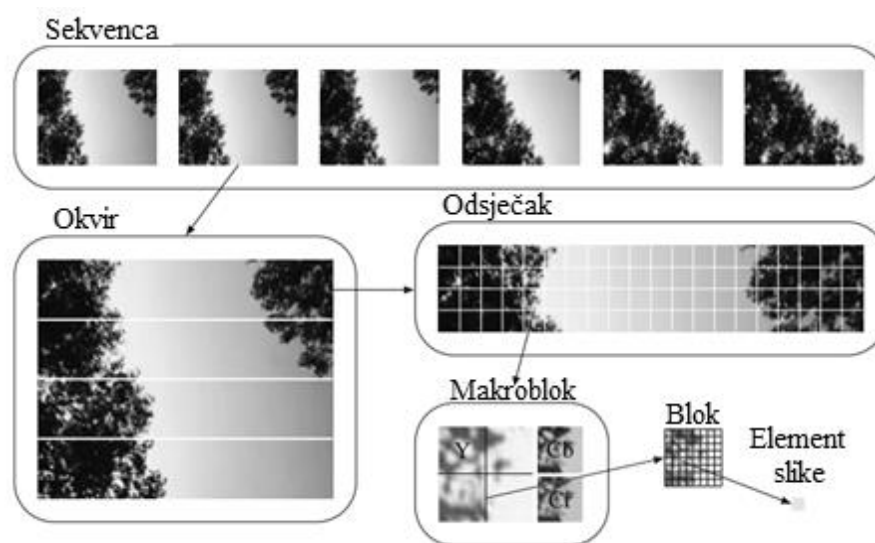 Sekvenca
Okvir
Odsječak
Makroblok
Y
Cb
Cr
Blok
Element
slike